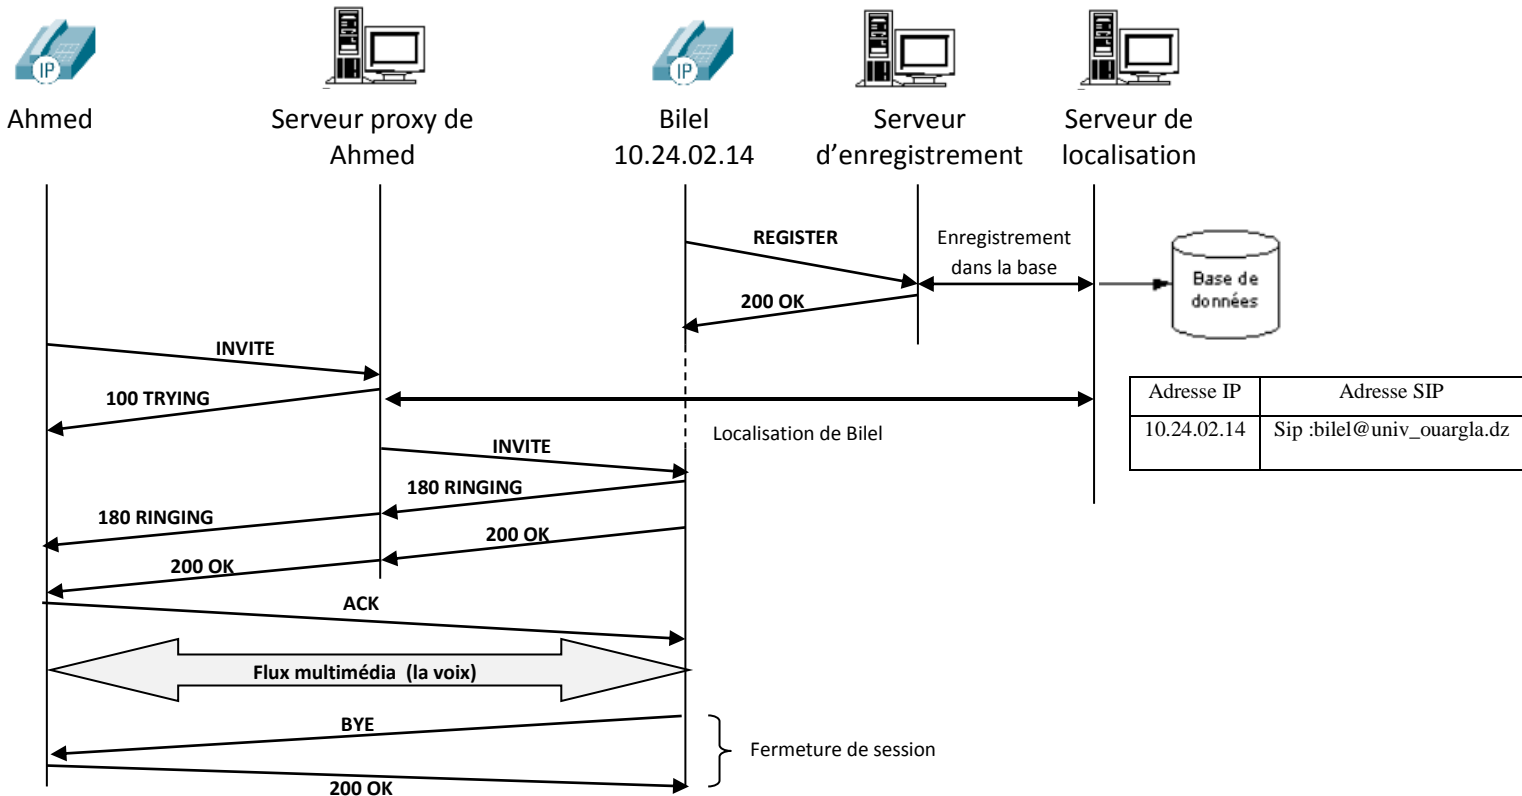 IP
IP
Ahmed
Serveur proxy de
Ahmed
Bilel
10.24.02.14
Serveur
d’enregistrement
Serveur de
localisation
REGISTER
Enregistrement
dans la base
Base de
données
200 OK
INVITE
100 TRYING
Localisation de Bilel
Adresse IP
Adresse SIP
10.24.02.14
Sip :bilel@univ_ouargla.dz
INVITE
180 RINGING
180 RINGING
200 OK
200 OK
ACK
Flux multimédia (la voix)
BYE
Fermeture de session
200 OK